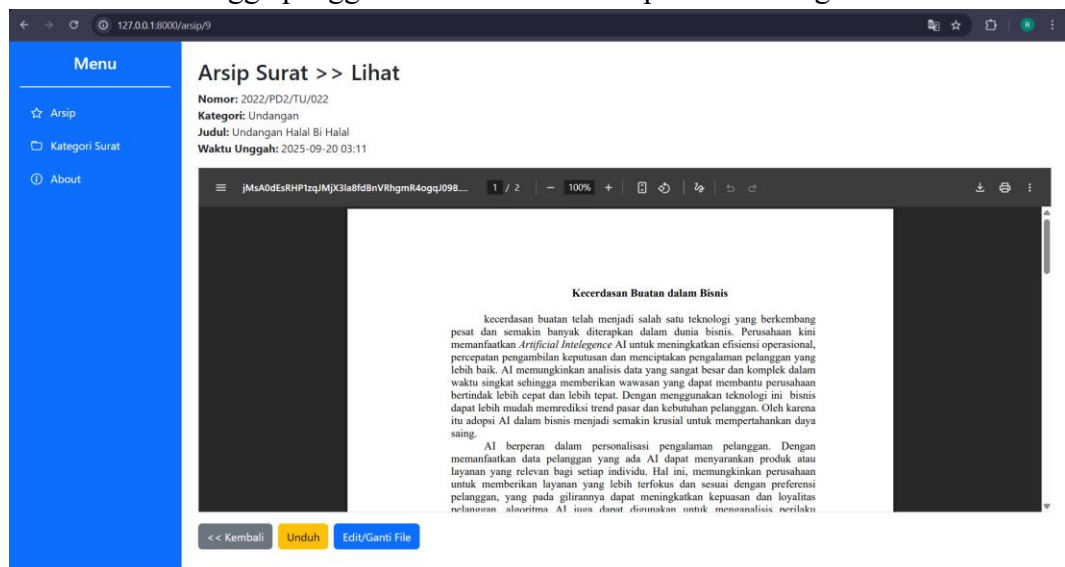 127.0.0.1:8000/arsip/9
R
Menu
Arsip
Kategori Surat
About
Arsip Surat >> Lihat
Nomor: 2022/PD2/TU/022
Kategori: Undangan
Judul: Undangan Halal Bi Halal
Waktu Unggah: 2025-09-20 03:11
1 / 2
100%
Kecerdasan Buatan dalam Bisnis
kecerdasan buatan telah menjadi salah satu teknologi yang berkembang
pesat dan semakin banyak diterapkan dalam dunia bisnis. Perusahaan kini
memanfaatkan Artificial Intelegence AI untuk meningkatkan efisiensi operasional,
percepatan pengambilan keputusan dan menciptakan pengalaman pelanggan yang
lebih baik. AI memungkinkan analisis data yang sangat besar dan komplek dalam
waktu singkat sehingga memberikan wawasan yang dapat membantu perusahaan
bertindak lebih cepat dan lebih tepat. Dengan menggunakan teknologi ini bisnis
dapat lebih mudah memrediksi trend pasar dan kebutuhan pelanggan. Oleh karena
itu adopsi AI dalam bisnis menjadi semakin krusial untuk mempertahankan daya
saing.
AI berperan dalam personalisasi pengalaman pelanggan. Dengan
memanfaatkan data pelanggan yang ada AI dapat menyarankan produk atau
layanan yang relevan bagi setiap individu. Hal ini, memungkinkan perusahaan
untuk memberikan layanan yang lebih terfokus dan sesuai dengan preferensi
pelanggan, yang pada gilirannya dapat meningkatkan kepuasan dan loyalitas
pelanggan, algoritma AI juga dapat digunakan untuk menganalisis perilaku
<< Kembali
Unduh
Edit/Ganti File